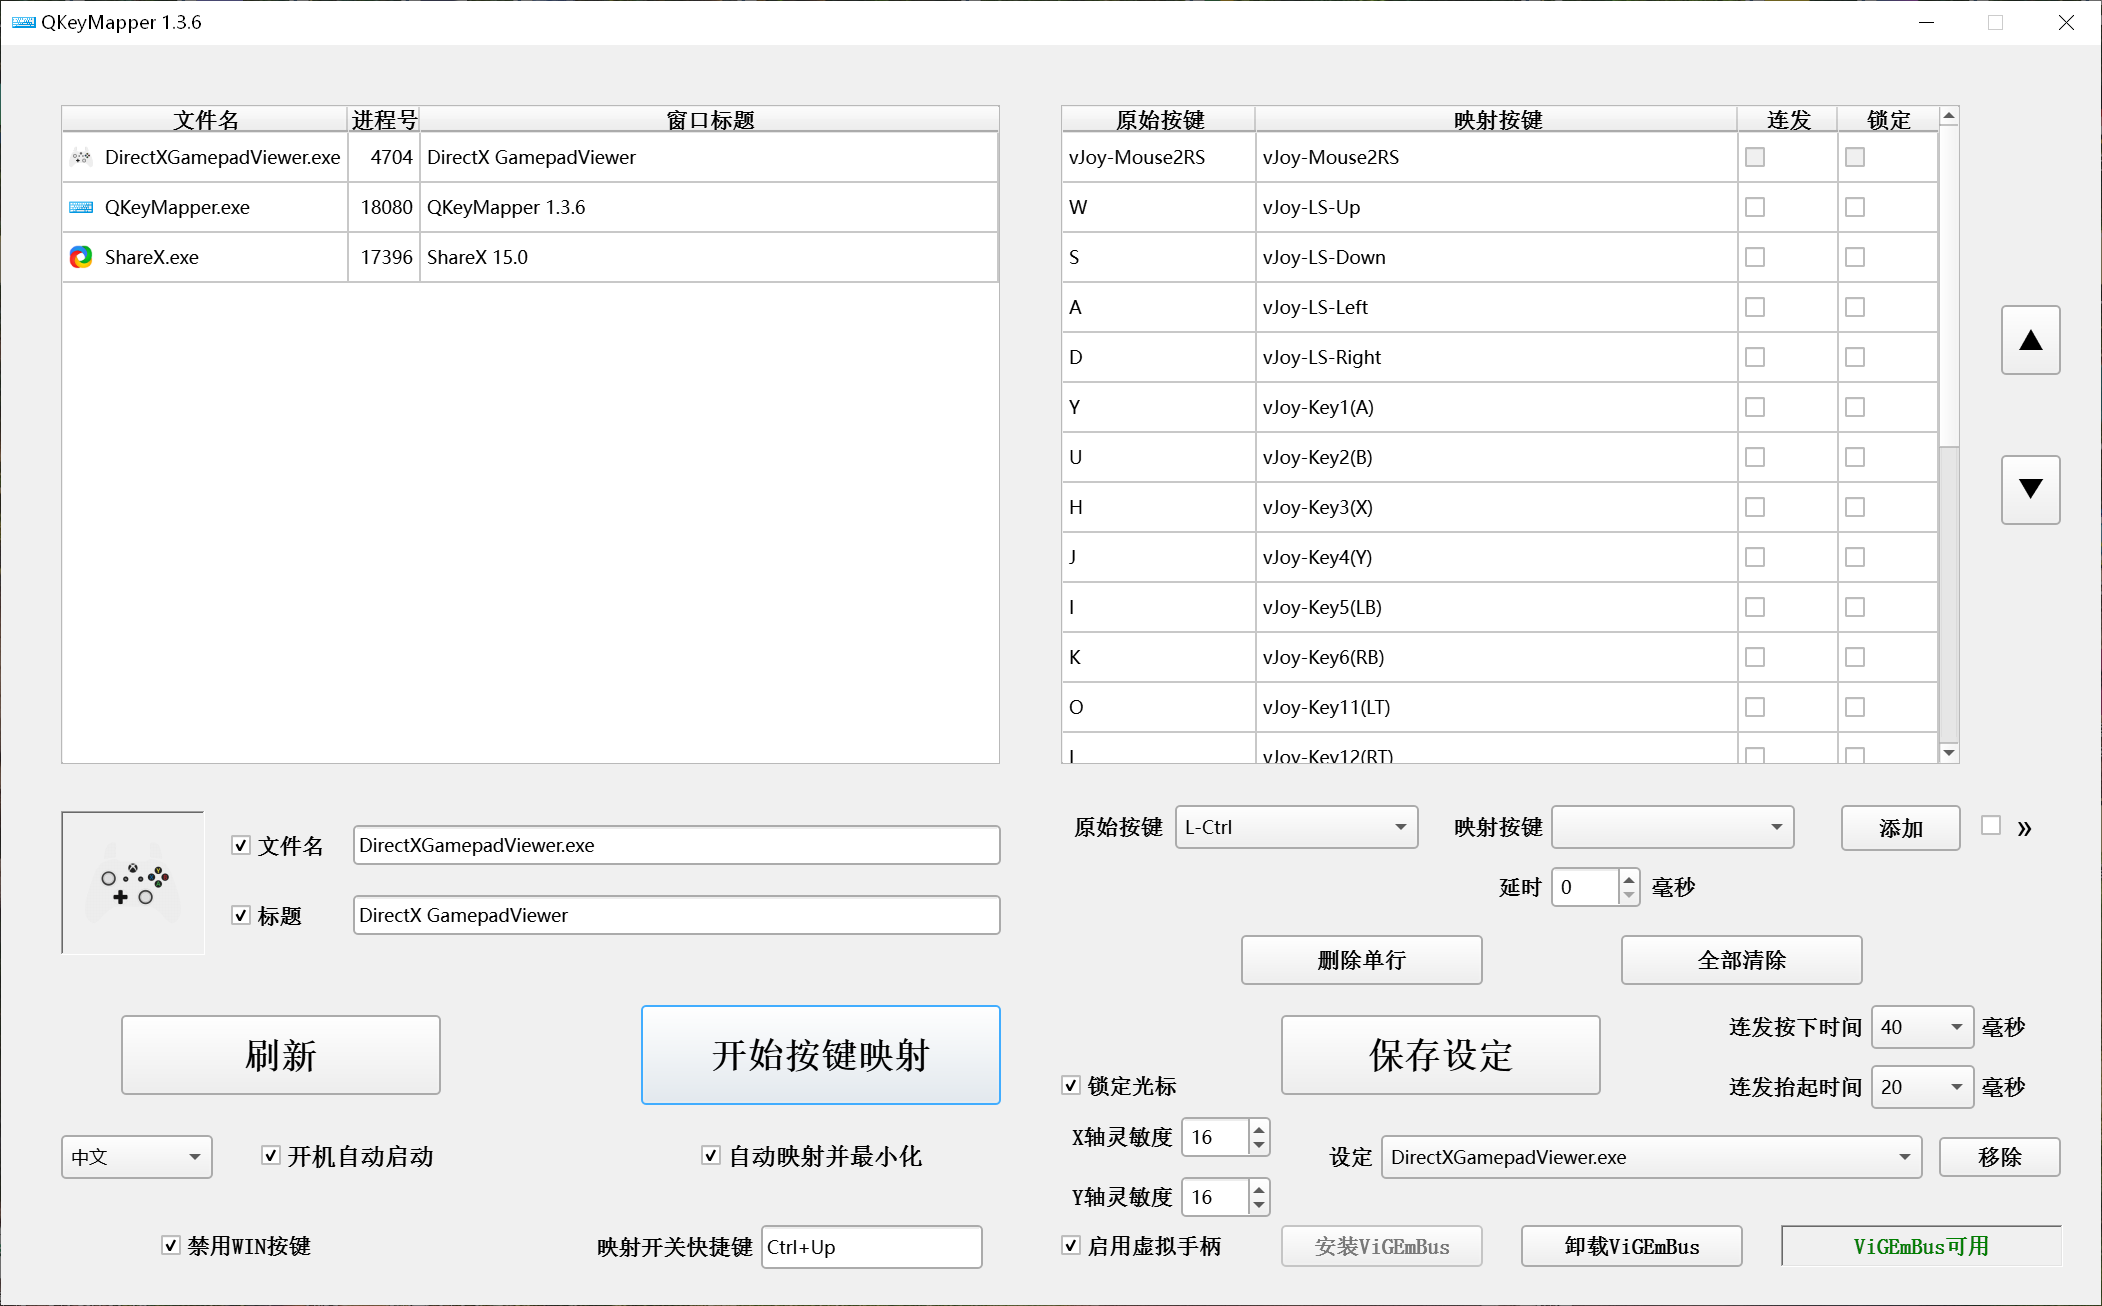 QKeyMapper 1.3.6
文件名 进程号 窗口标题
DirectXGamepadViewer.exe 4704 DirectX GamepadViewer
QKeyMapper.exe 18080 QKeyMapper 1.3.6
ShareX.exe 17396 ShareX 15.0
原始按键 映射按键 连发 锁定
vJoy-Mouse2RS vJoy-Mouse2RS
W vJoy-LS-Up
S vJoy-LS-Down
A vJoy-LS-Left
D vJoy-LS-Right
Y vJoy-Key1(A)
U vJoy-Key2(B)
H vJoy-Key3(X)
J vJoy-Key4(Y)
I vJoy-Key5(LB)
K vJoy-Key6(RB)
O vJoy-Key11(LT)
L vJoy-Key12(RT)
▲
▼
文件名 DirectXGamepadViewer.exe
标题 DirectX GamepadViewer
刷新 开始按键映射
中文 开机自动启动 自动映射并最小化
禁用WIN按键 映射开关快捷键 Ctrl+Up
原始按键 L-Ctrl 映射按键 添加 »
延时 0 毫秒
删除单行 全部清除
保存设定 连发按下时间 40 毫秒
锁定光标 连发抬起时间 20 毫秒
X轴灵敏度 16 设定 DirectXGamepadViewer.exe 移除
Y轴灵敏度 16
启用虚拟手柄 安装ViGEmBus 卸载ViGEmBus ViGEmBus可用